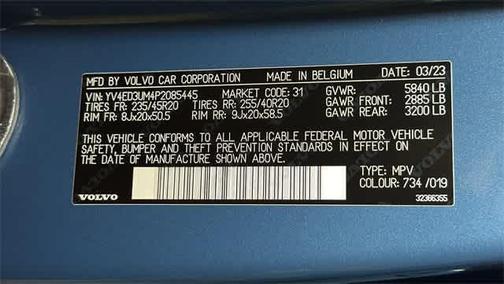 MFD BY VOLVO CAR CORPORATION MADE IN BELGIUM DATE 03/23
VIN: YV4ED3UM4P2085445 MARKET CODE: 31 GVWR: 5840 LB
TIRES FR: 235/45R20 TIRES RR: 255/40R20 GAWR FRONT: 2885 LB
RIM FR: 8Jx20x50.5 RIM RR: 9Jx20x58.5 GAWR REAR: 3200 LB
THIS VEHICLE CONFORMS TO ALL APPLICABLE FEDERAL MOTOR VEHICLE
SAFETY, BUMPER AND THEFT PREVENTION STANDARDS IN EFFECT ON
THE DATE OF MANUFACTURE SHOWN ABOVE.
TYPE: MPV
COLOUR: 734 /019
VOLVO 32366355